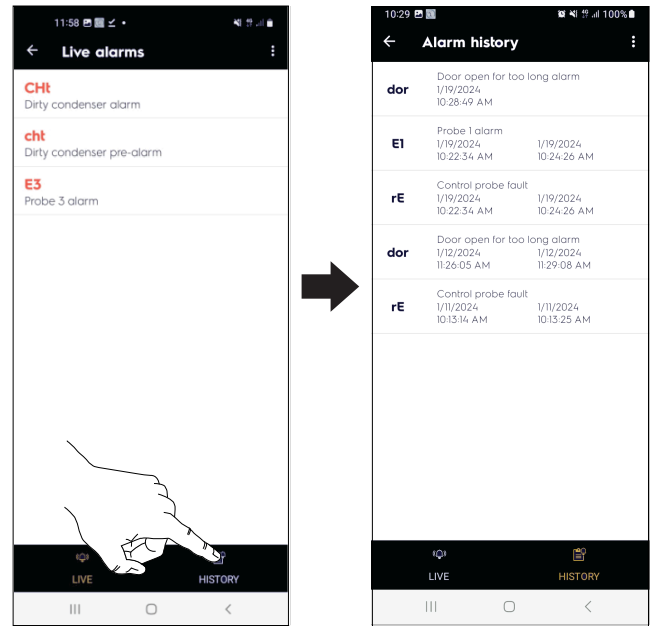 11:58
Live alarms
CHt
Dirty condenser alarm
cht
Dirty condenser pre-alarm
E3
Probe 3 alarm
LIVE
HISTORY
10:29
100%
Alarm history
dor
Door open for too long alarm
1/19/2024
10:28:49 AM
E1
Probe 1 alarm
1/19/2024 1/19/2024
10:22:34 AM 10:24:26 AM
rE
Control probe fault
1/19/2024 1/19/2024
10:22:34 AM 10:24:26 AM
dor
Door open for too long alarm
1/12/2024 1/12/2024
11:26:05 AM 11:29:08 AM
rE
Control probe fault
1/11/2024 1/11/2024
10:13:14 AM 10:13:25 AM
LIVE
HISTORY